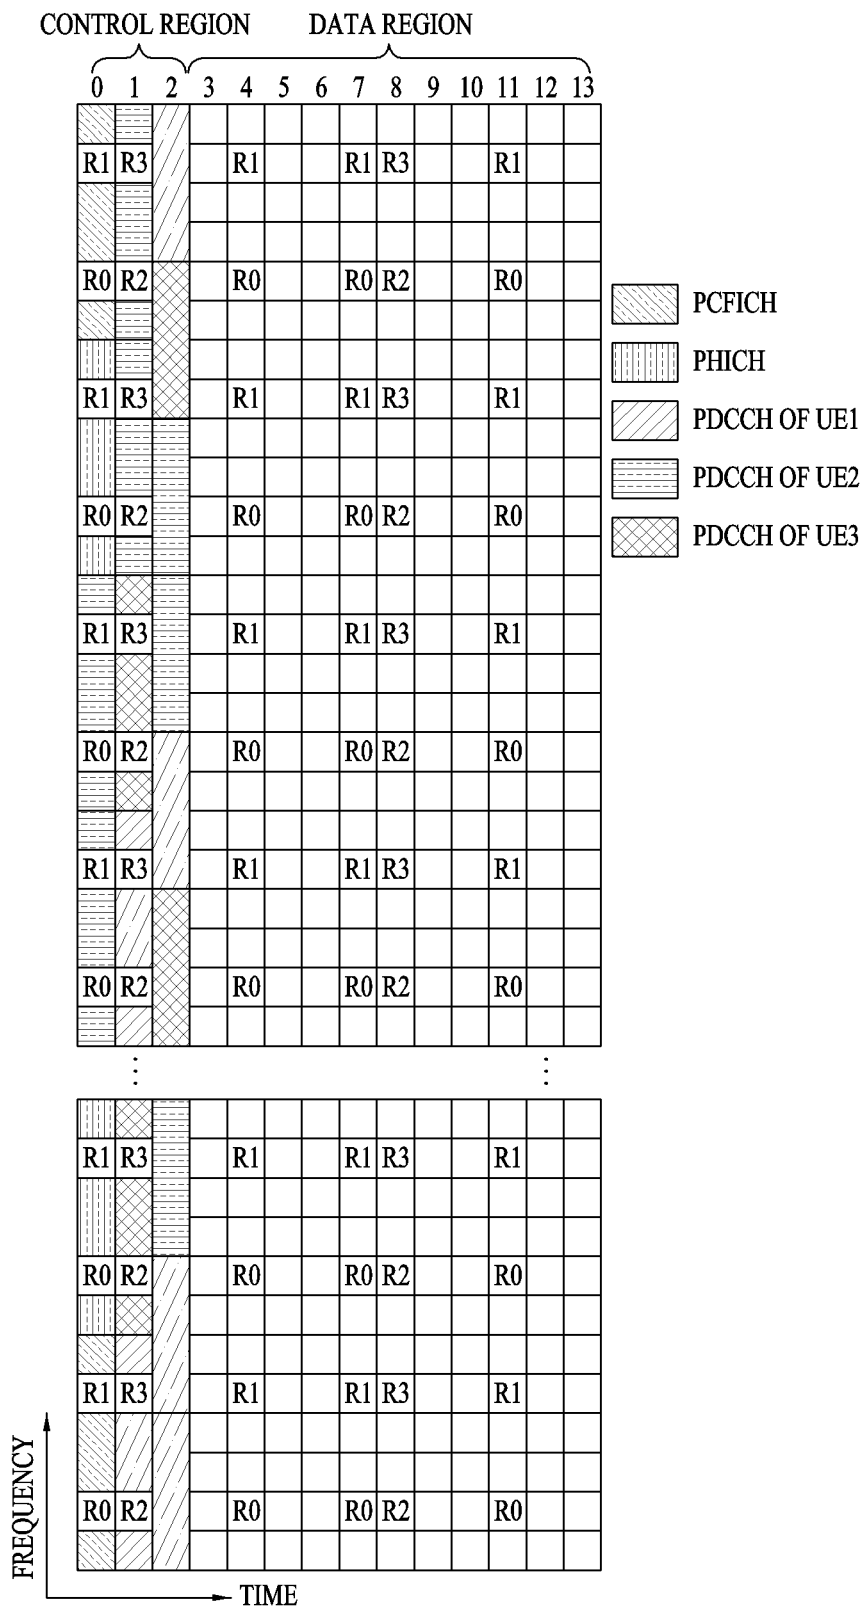 CONTROL REGION DATA REGION
0 1 2 3 4 5 6 7 8 9 10 11 12 13
R1 R3 R1 R1 R3 R1
R0 R2 R0 R0 R2 R0
PCFICH
PHICH
R1 R3 R1 R1 R3 R1
PDCCH OF UE1
PDCCH OF UE2
R0 R2 R0 R0 R2 R0
PDCCH OF UE3
R1 R3 R1 R1 R3 R1
R0 R2 R0 R0 R2 R0
R1 R3 R1 R1 R3 R1
R0 R2 R0 R0 R2 R0
R1 R3 R1 R1 R3 R1
R0 R2 R0 R0 R2 R0
R1 R3 R1 R1 R3 R1
R0 R2 R0 R0 R2 R0
FREQUENCY
TIME